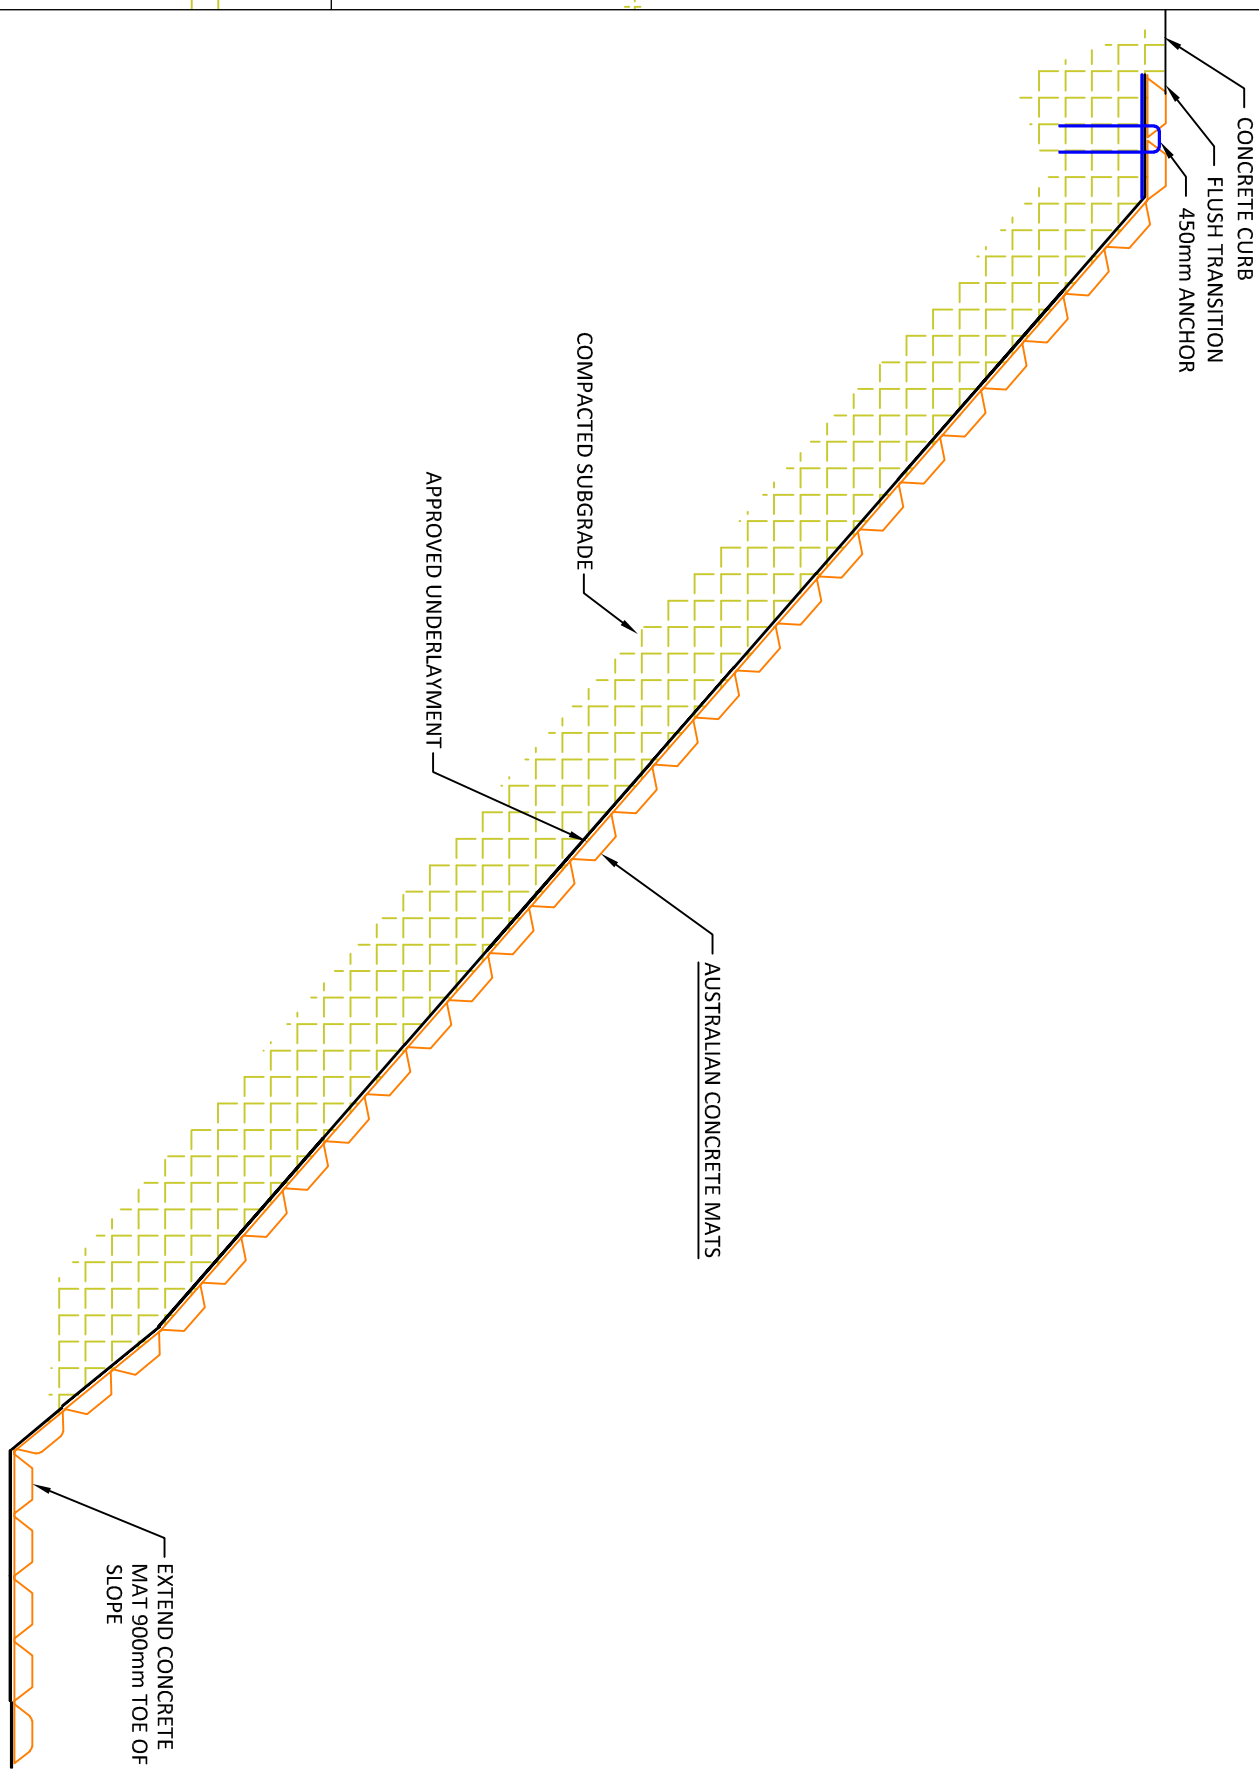 CONCRETE CURB
FLUSH TRANSITION
450mm ANCHOR
COMPACTED SUBGRADE
APPROVED UNDERLAYMENT
AUSTRALIAN CONCRETE MATS
EXTEND CONCRETE
MAT 900mm TOE OF
SLOPE